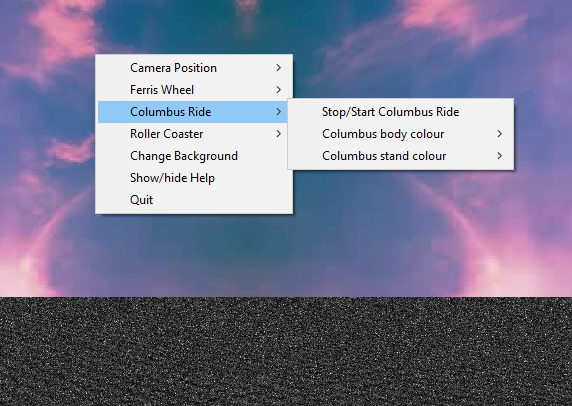 Camera Position
Ferris Wheel
Columbus Ride
Roller Coaster
Change Background
Show/hide Help
Quit
Stop/Start Columbus Ride
Columbus body colour
Columbus stand colour